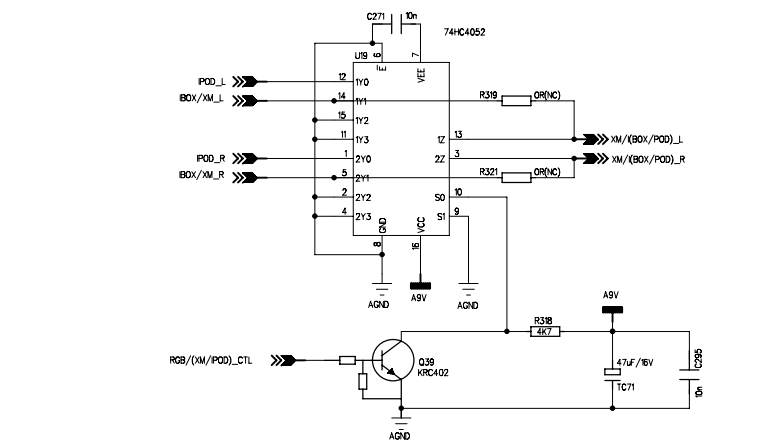 C271 10n
74HC4052
U19
6 7
E VEE
IPOD_L 12 1Y0
IBOX/XM_L 14 1Y1 R319 0R(NC)
15 1Y2
11 1Y3 1Z 13 XM/I(BOX/POD)_L
IPOD_R 1 2Y0 2Z 3 XM/I(BOX/POD)_R
IBOX/XM_R 5 2Y1 R321 0R(NC)
2 2Y2 S0 10
4 2Y3 S1 9
GND VCC
8 16
AGND A9V AGND
A9V
R318
4K7
RGB/(XM/IPOD)_CTL
Q39
KRC402
47uF/16V
TC71
C295
10n
AGND